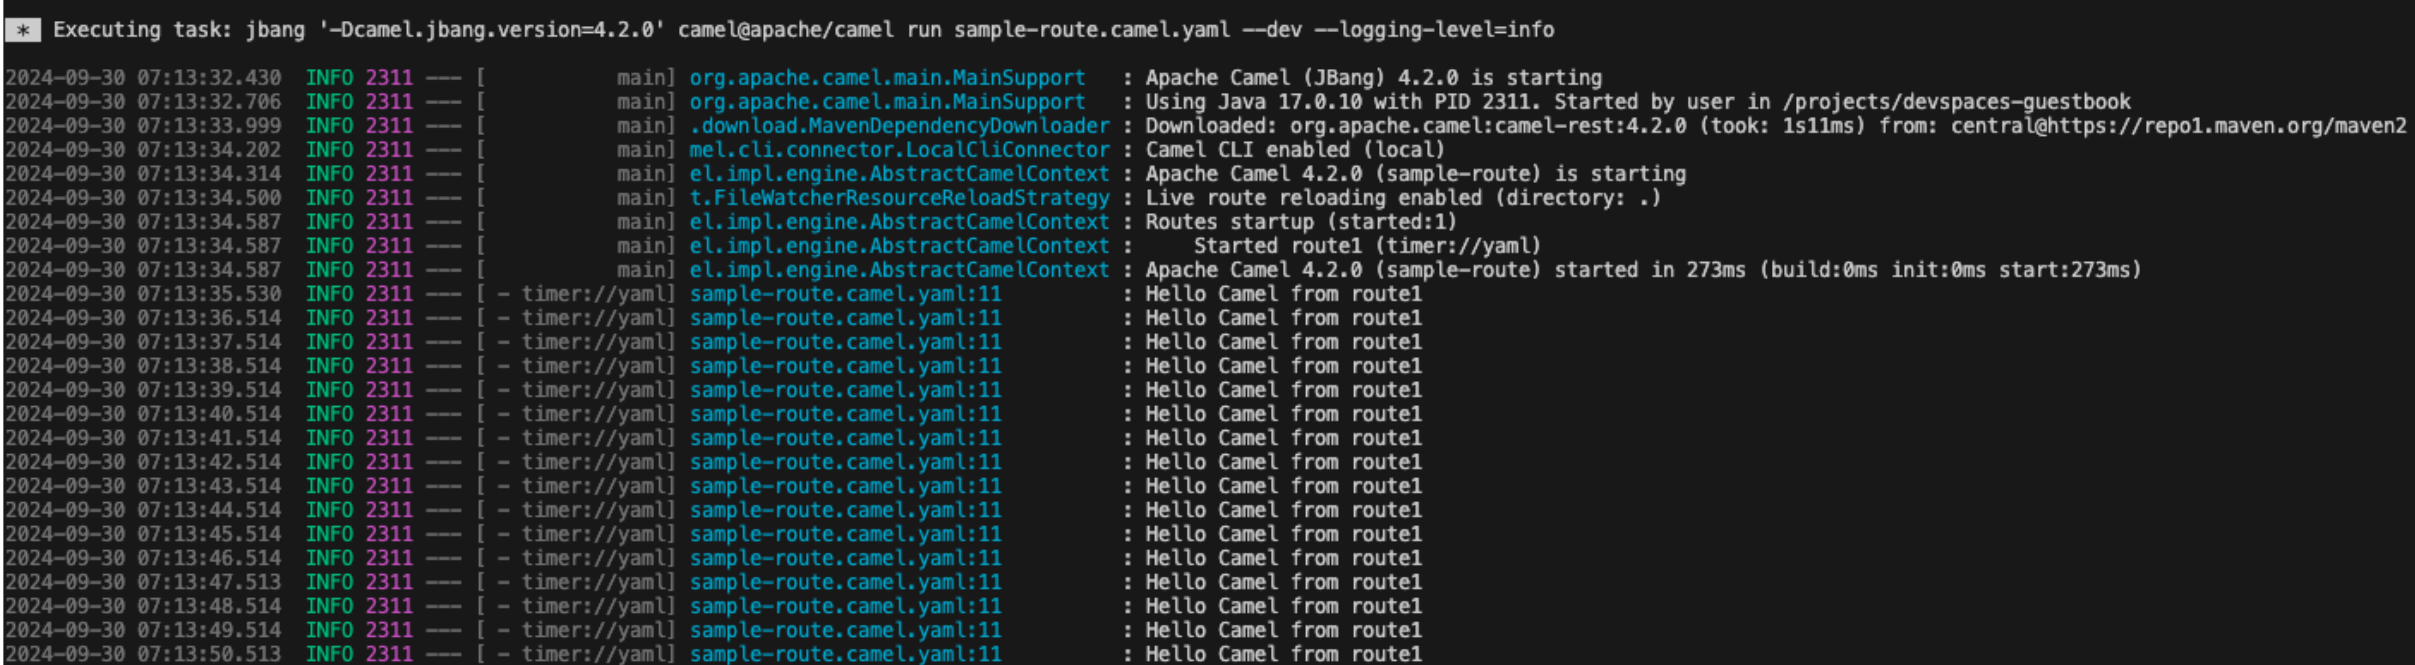 * Executing task: jbang '-Dcamel.jbang.version=4.2.0' camel@apache/camel run sample-route.camel.yaml --dev --logging-level=info
2024-09-30 07:13:32.430  INFO 2311 --- [           main] org.apache.camel.main.MainSupport   : Apache Camel (JBang) 4.2.0 is starting
2024-09-30 07:13:32.706  INFO 2311 --- [           main] org.apache.camel.main.MainSupport   : Using Java 17.0.10 with PID 2311. Started by user in /projects/devspaces-guestbook
2024-09-30 07:13:33.999  INFO 2311 --- [           main] .download.MavenDependencyDownloader : Downloaded: org.apache.camel:camel-rest:4.2.0 (took: 1s11ms) from: central@https://repo1.maven.org/maven2
2024-09-30 07:13:34.202  INFO 2311 --- [           main] mel.cli.connector.LocalCliConnector : Camel CLI enabled (local)
2024-09-30 07:13:34.314  INFO 2311 --- [           main] el.impl.engine.AbstractCamelContext : Apache Camel 4.2.0 (sample-route) is starting
2024-09-30 07:13:34.500  INFO 2311 --- [           main] t.FileWatcherResourceReloadStrategy : Live route reloading enabled (directory: .)
2024-09-30 07:13:34.587  INFO 2311 --- [           main] el.impl.engine.AbstractCamelContext : Routes startup (started:1)
2024-09-30 07:13:34.587  INFO 2311 --- [           main] el.impl.engine.AbstractCamelContext :     Started route1 (timer://yaml)
2024-09-30 07:13:34.587  INFO 2311 --- [           main] el.impl.engine.AbstractCamelContext : Apache Camel 4.2.0 (sample-route) started in 273ms (build:0ms init:0ms start:273ms)
2024-09-30 07:13:35.530  INFO 2311 --- [ - timer://yaml] sample-route.camel.yaml:11          : Hello Camel from route1
2024-09-30 07:13:36.514  INFO 2311 --- [ - timer://yaml] sample-route.camel.yaml:11          : Hello Camel from route1
2024-09-30 07:13:37.514  INFO 2311 --- [ - timer://yaml] sample-route.camel.yaml:11          : Hello Camel from route1
2024-09-30 07:13:38.514  INFO 2311 --- [ - timer://yaml] sample-route.camel.yaml:11          : Hello Camel from route1
2024-09-30 07:13:39.514  INFO 2311 --- [ - timer://yaml] sample-route.camel.yaml:11          : Hello Camel from route1
2024-09-30 07:13:40.514  INFO 2311 --- [ - timer://yaml] sample-route.camel.yaml:11          : Hello Camel from route1
2024-09-30 07:13:41.514  INFO 2311 --- [ - timer://yaml] sample-route.camel.yaml:11          : Hello Camel from route1
2024-09-30 07:13:42.514  INFO 2311 --- [ - timer://yaml] sample-route.camel.yaml:11          : Hello Camel from route1
2024-09-30 07:13:43.514  INFO 2311 --- [ - timer://yaml] sample-route.camel.yaml:11          : Hello Camel from route1
2024-09-30 07:13:44.514  INFO 2311 --- [ - timer://yaml] sample-route.camel.yaml:11          : Hello Camel from route1
2024-09-30 07:13:45.514  INFO 2311 --- [ - timer://yaml] sample-route.camel.yaml:11          : Hello Camel from route1
2024-09-30 07:13:46.514  INFO 2311 --- [ - timer://yaml] sample-route.camel.yaml:11          : Hello Camel from route1
2024-09-30 07:13:47.513  INFO 2311 --- [ - timer://yaml] sample-route.camel.yaml:11          : Hello Camel from route1
2024-09-30 07:13:48.514  INFO 2311 --- [ - timer://yaml] sample-route.camel.yaml:11          : Hello Camel from route1
2024-09-30 07:13:49.514  INFO 2311 --- [ - timer://yaml] sample-route.camel.yaml:11          : Hello Camel from route1
2024-09-30 07:13:50.513  INFO 2311 --- [ - timer://yaml] sample-route.camel.yaml:11          : Hello Camel from route1